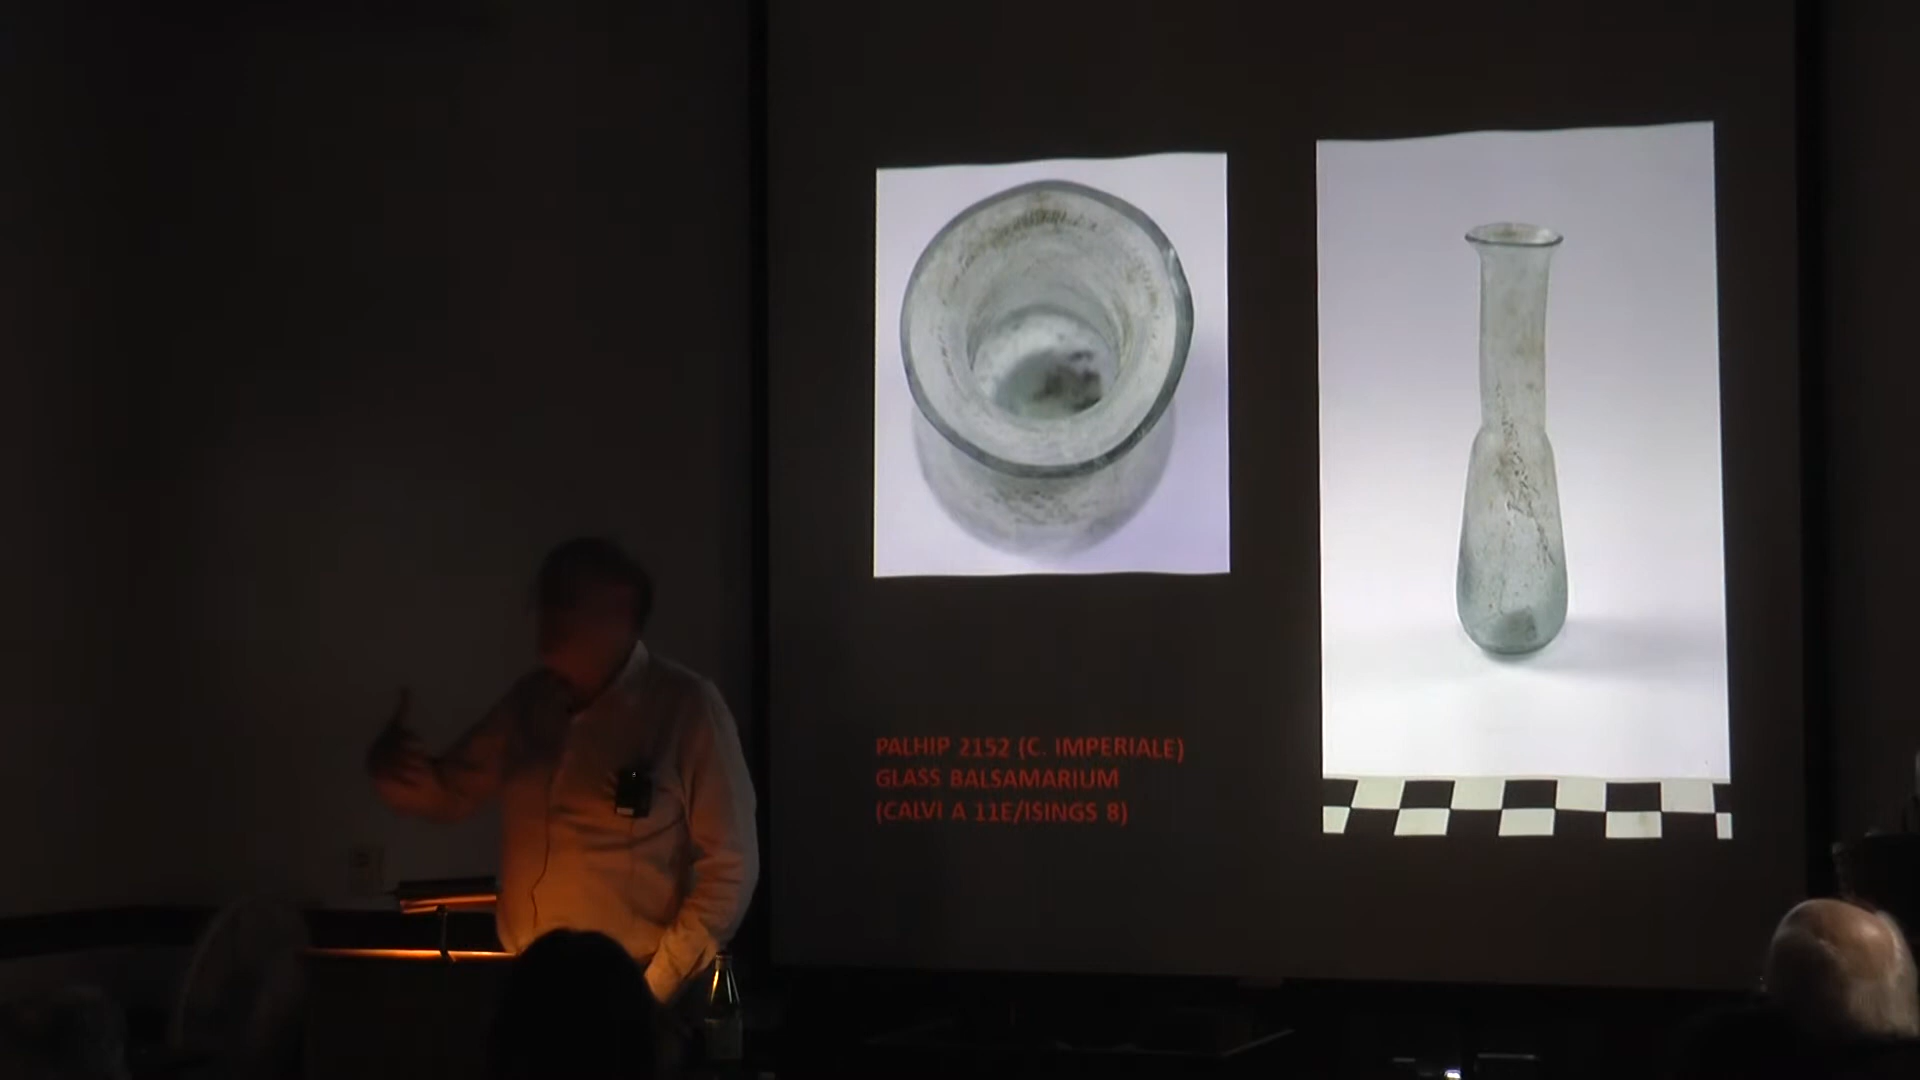 PALHIP 2152 (C. IMPERIALE)
GLASS BALSAMARIUM
(CALVI A 11E/ISINGS 8)